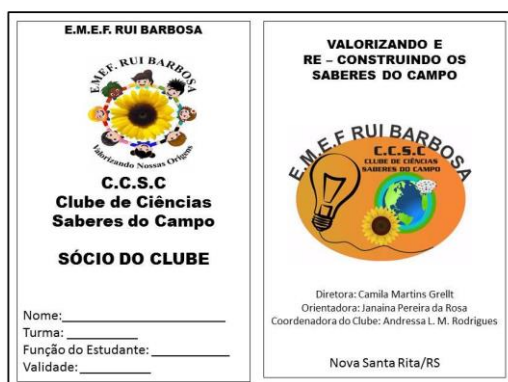 E.M.E.F. RUI BARBOSA
EMEF. RUI BARBOSA
Valorizando Nossas Origens
C.C.S.C
Clube de Ciências
Saberes do Campo
SÓCIO DO CLUBE
Nome:
Turma:
Função do Estudante:
Validade:
VALORIZANDO E
RE – CONSTRUINDO OS
SABERES DO CAMPO
E.M.E.F RUI BARBOSA
C.C.S.C
CLUBE DE CIÊNCIAS
SABERES DO CAMPO
Diretora: Camila Martins Grellt
Orientadora: Janaina Pereira da Rosa
Coordenadora do Clube: Andressa L. M. Rodrigues
Nova Santa Rita/RS